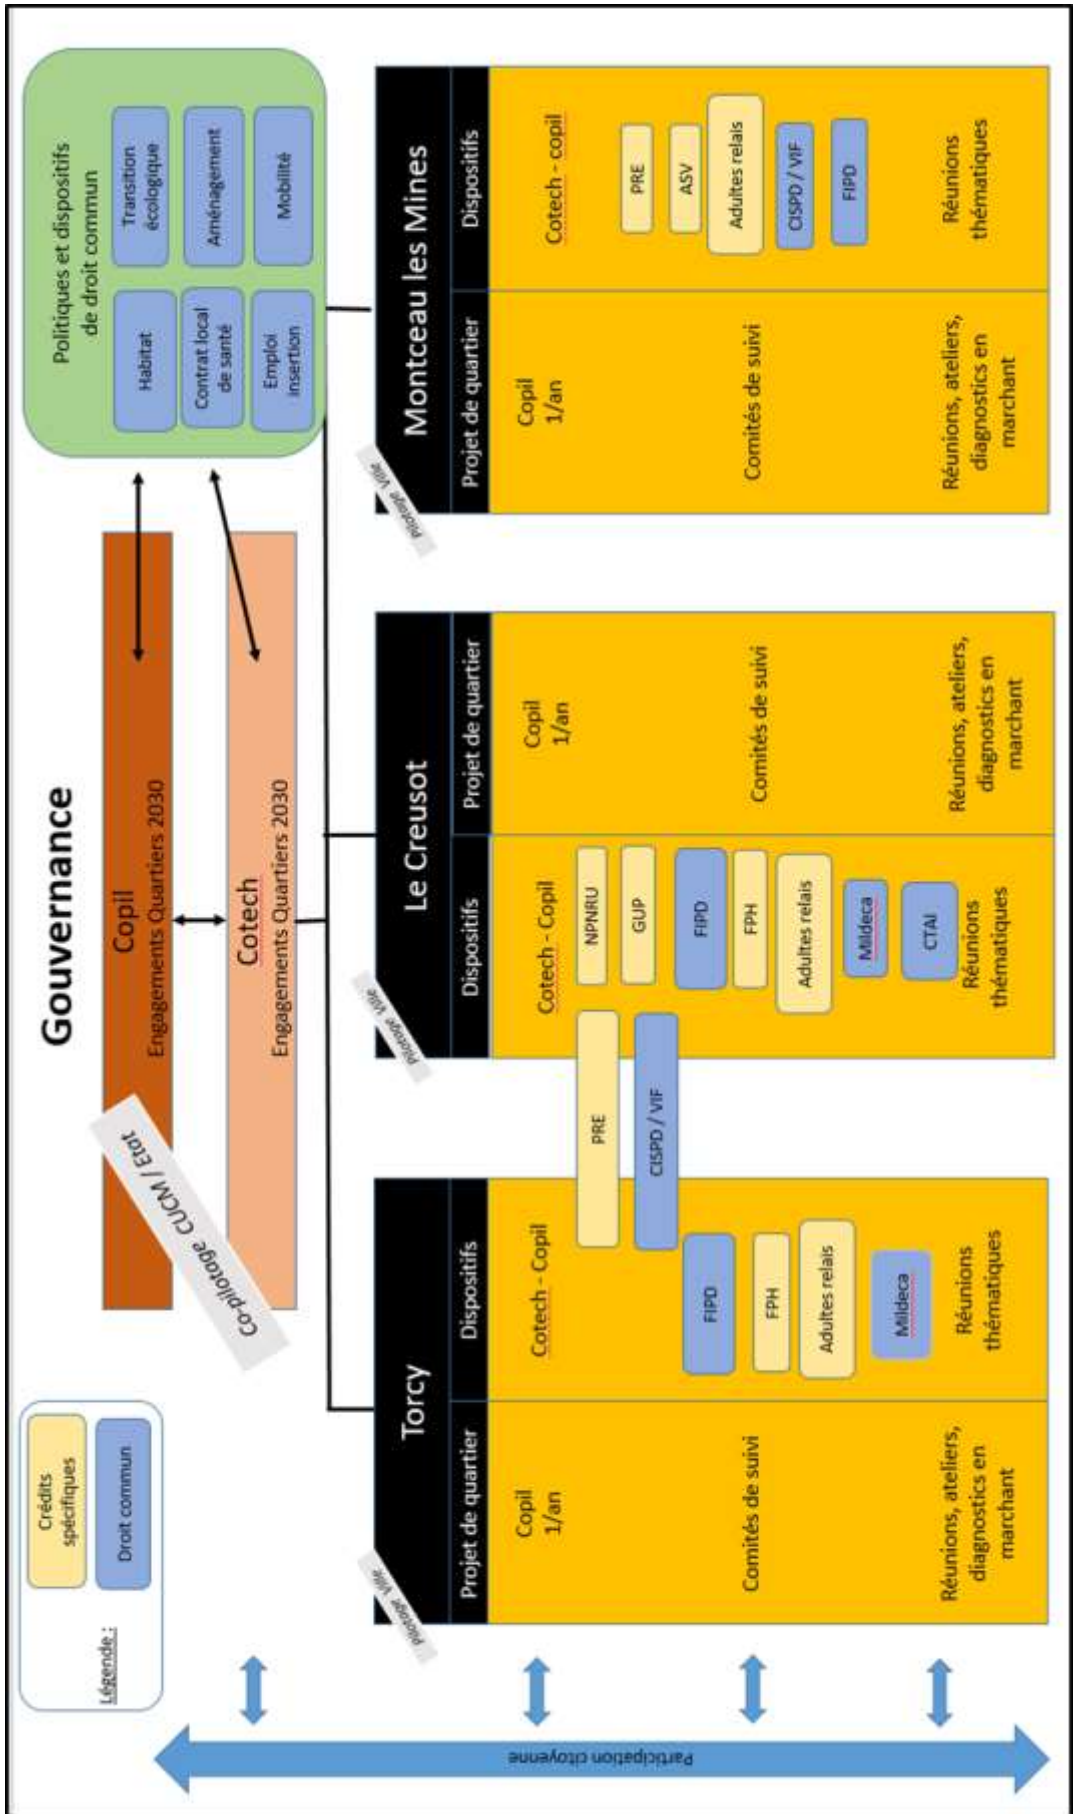 Gouvernance
Légende :
Crédits
spécifiques
Droit commun
Co-pilotage CUCM / Etat
Copil
Engagements Quartiers 2030
Cotech
Engagements Quartiers 2030
Politiques et dispositifs
de droit commun
Habitat
Transition
écologique
Contrat local
de santé
Aménagement
Emploi
insertion
Mobilité
Participation citoyenne
Pilotage Ville
Torcy
Projet de quartier
Dispositifs
Copil
1/an
Cotech - Copil
FIPD
FPH
Comités de suivi
Adultes relais
Mildeca
Réunions, ateliers,
diagnostics en
marchant
Réunions
thématiques
PRE
CISPD / VIF
Pilotage Ville
Le Creusot
Dispositifs
Projet de quartier
Cotech - Copil
Copil
1/an
NPNRU
GUP
FIPD
FPH
Comités de suivi
Adultes relais
Mildeca
CTAI
Réunions
thématiques
Réunions, ateliers,
diagnostics en
marchant
Pilotage Ville
Montceau les Mines
Projet de quartier
Dispositifs
Copil
1/an
Cotech - copil
PRE
ASV
Adultes relais
Comités de suivi
CISPD / VIF
FIPD
Réunions, ateliers,
diagnostics en
marchant
Réunions
thématiques